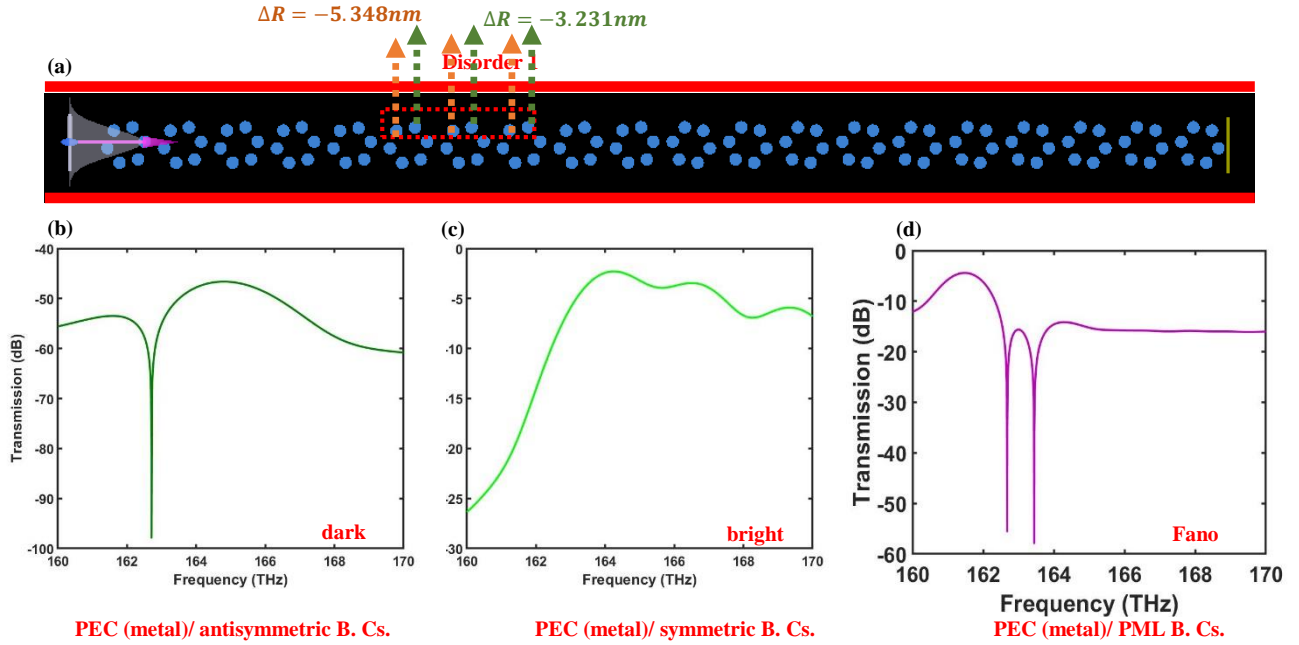 ΔR = −5.348nm
ΔR = −3.231nm
(a)
Disorder 1
(b)
(c)
(d)
-40
-50
-60
-70
-80
-90
-100
Transmission (dB)
160
162
164
166
168
170
Frequency (THz)
dark
0
-5
-10
-15
-20
-25
-30
160
162
164
166
168
170
Frequency (THz)
bright
0
-10
-20
-30
-40
-50
-60
Transmission (dB)
160
162
164
166
168
170
Frequency (THz)
Fano
PEC (metal)/ antisymmetric B. Cs.
PEC (metal)/ symmetric B. Cs.
PEC (metal)/ PML B. Cs.